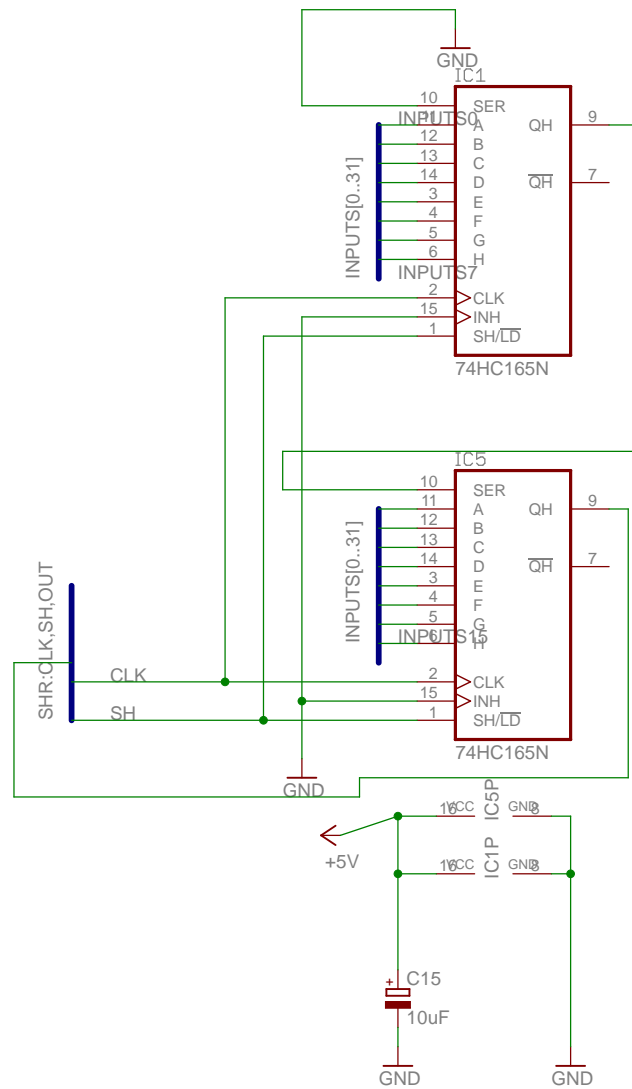 GND
IC1
10 SER QH 9
INPUTS0
11 A
12 B
13 C
14 D QH 7
3 E
4 F
5 G
6 H
INPUTS[0..31]
INPUTS7
2 CLK
15 INH
1 SH/LD
74HC165N
IC5
10 SER
11 A QH 9
12 B
13 C
14 D QH 7
3 E
4 F
5 G
6 H
INPUTS[0..31]
INPUTS15
2 CLK
15 INH
1 SH/LD
74HC165N
SHR:CLK,SH,OUT
CLK
SH
GND
16 VCC IC5P GND 8
+5V
16 VCC IC1P GND 8
C15
+
10uF
GND
GND